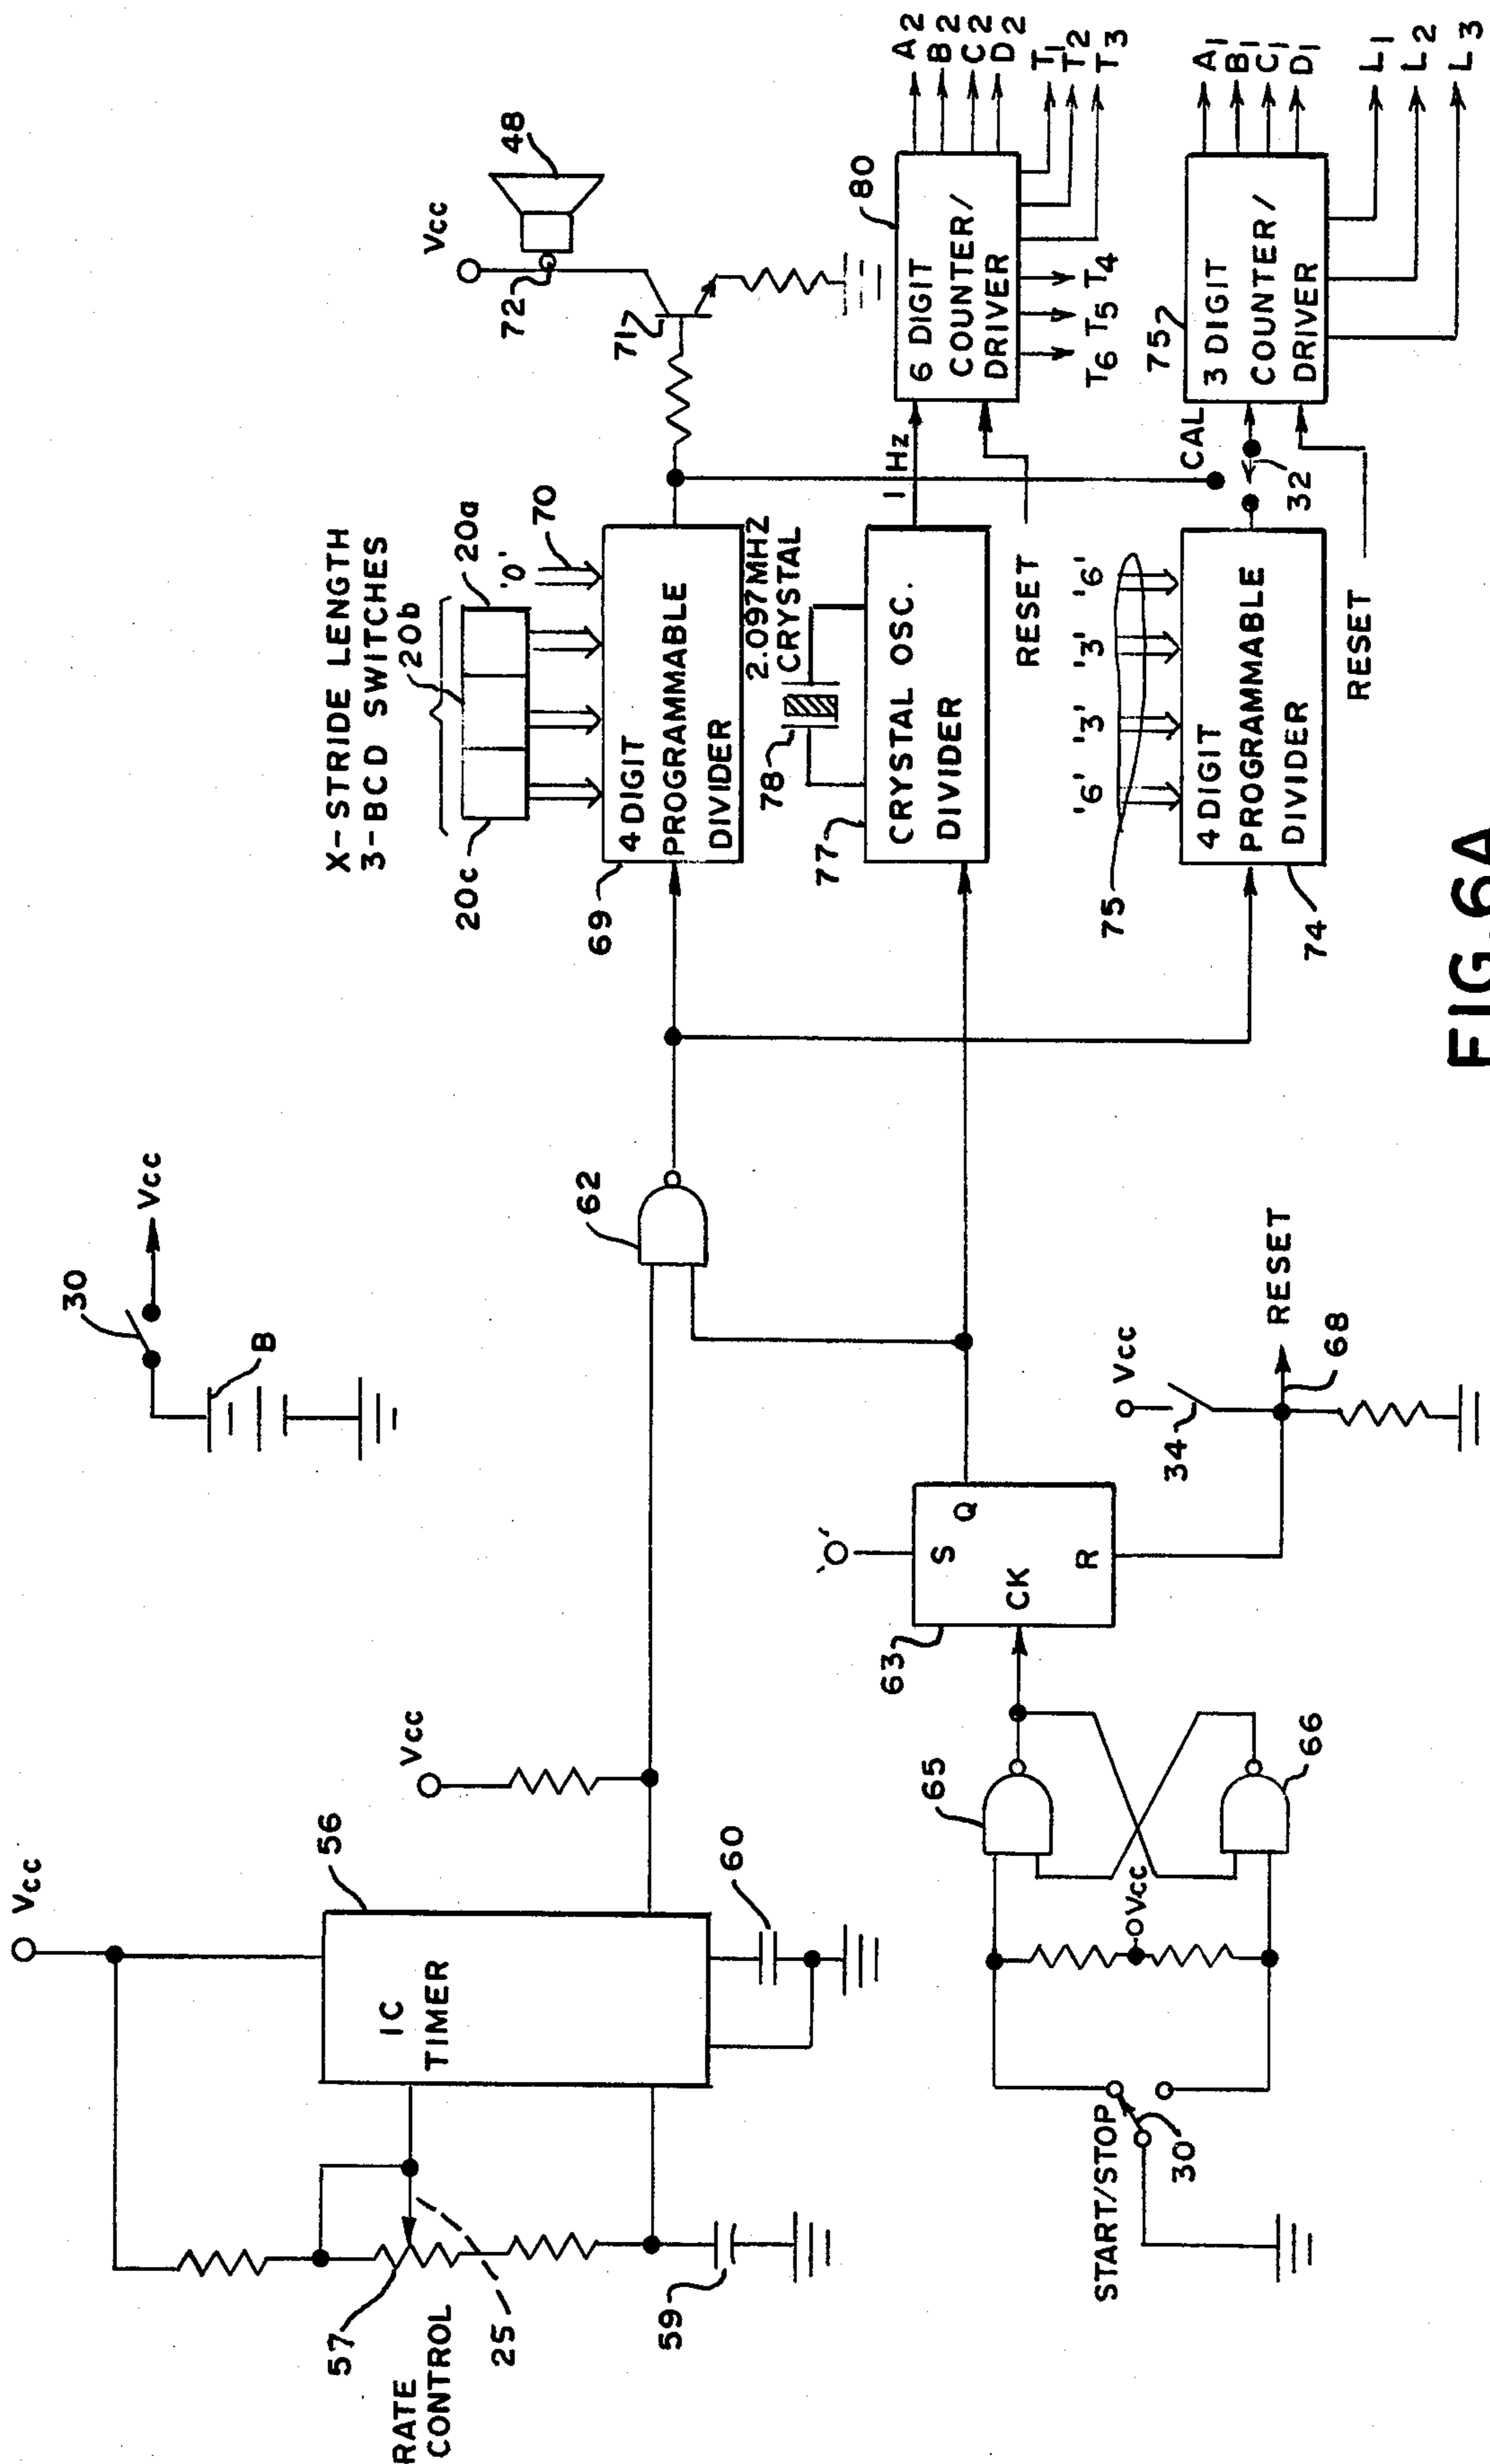 Vcc
IC
TIMER
56
57
RATE
CONTROL
25
59
60
Vcc
30
B
Vcc
62
START/STOP
30
Vcc
65
66
63
'O'
S
Q
CK
R
Vcc
34
68
RESET
X-STRIDE LENGTH
3-BCD SWITCHES
20c
20b
20a
'O'
70
69
4 DIGIT
PROGRAMMABLE
DIVIDER
Vcc
72
48
71
2.097MHZ
CRYSTAL
78
77
CRYSTAL OSC.
DIVIDER
1 Hz
RESET
80
6 DIGIT
COUNTER/
DRIVER
A2
B2
C2
D2
T1
T2
T3
T6 T5 T4
75
'6' '3' '3' '6'
4 DIGIT
PROGRAMMABLE
DIVIDER
74
CAL
32
RESET
75
3 DIGIT
COUNTER/
DRIVER
A1
B1
C1
D1
L1
L2
L3
FIG.6A